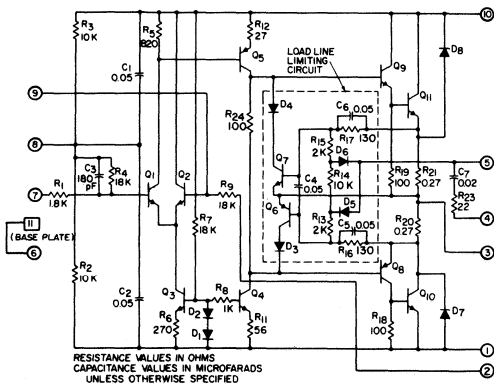 R3
10 K
R5
820
R12
27
10
C1
0.05
Q5
LOAD LINE
LIMITING
CIRCUIT
Q9
D8
9
D4
C6
0.05
Q11
R24
100
R15
2K
R17
130
8
D6
5
C3
180
pF
R4
18K
Q1
Q2
Q7
C4
0.05
R14
10K
R19
100
R21
0.27
C7
0.02
7
R1
1.8K
R9
18K
D5
R23
22
4
R7
18K
Q6
R13
2K
C5
0.05
R20
0.27
11
(BASE PLATE)
R16
130
3
6
D3
R2
10K
Q8
Q3
R8
1K
Q4
Q10
C2
0.05
D2
D7
R6
270
D1
R11
56
R18
100
1
2
RESISTANCE VALUES IN OHMS
CAPACITANCE VALUES IN MICROFARADS
UNLESS OTHERWISE SPECIFIED